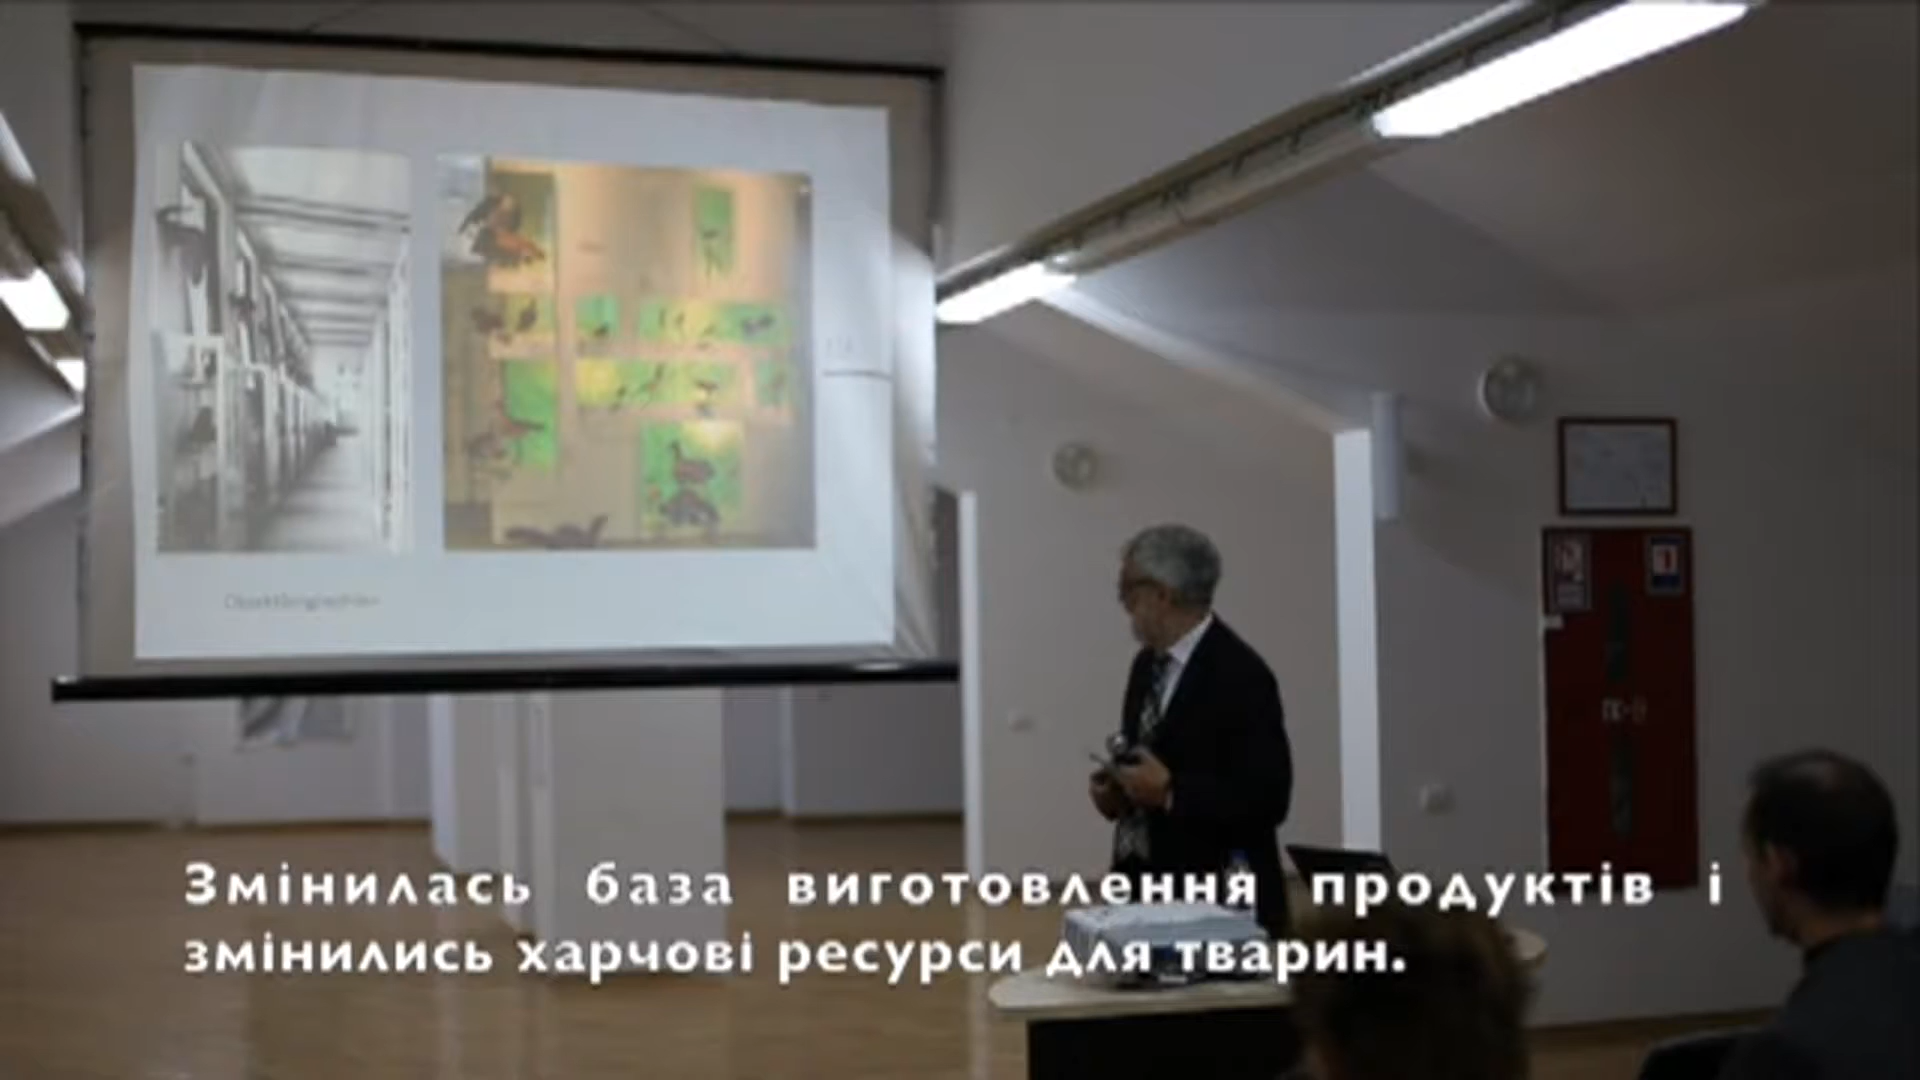 Змінилась база виготовлення продуктів і
змінились харчові ресурси для тварин.